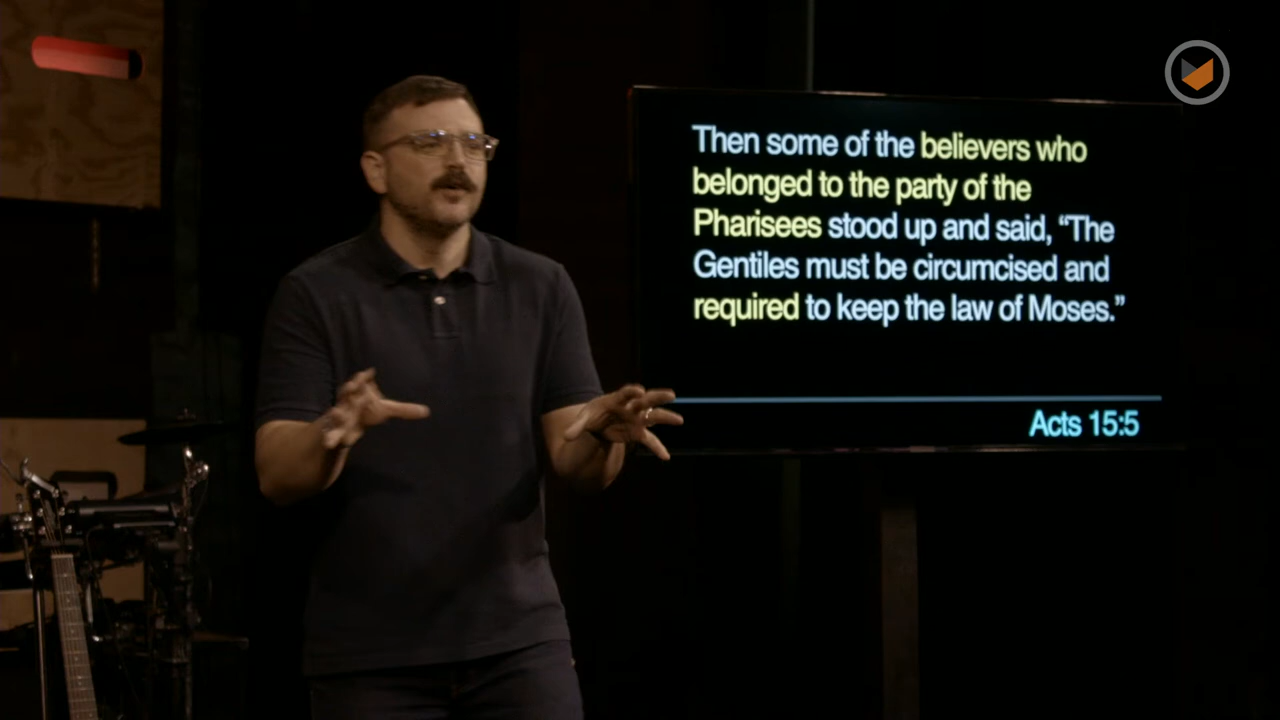 Then some of the believers who
belonged to the party of the
Pharisees stood up and said, “The
Gentiles must be circumcised and
required to keep the law of Moses.”
Acts 15:5